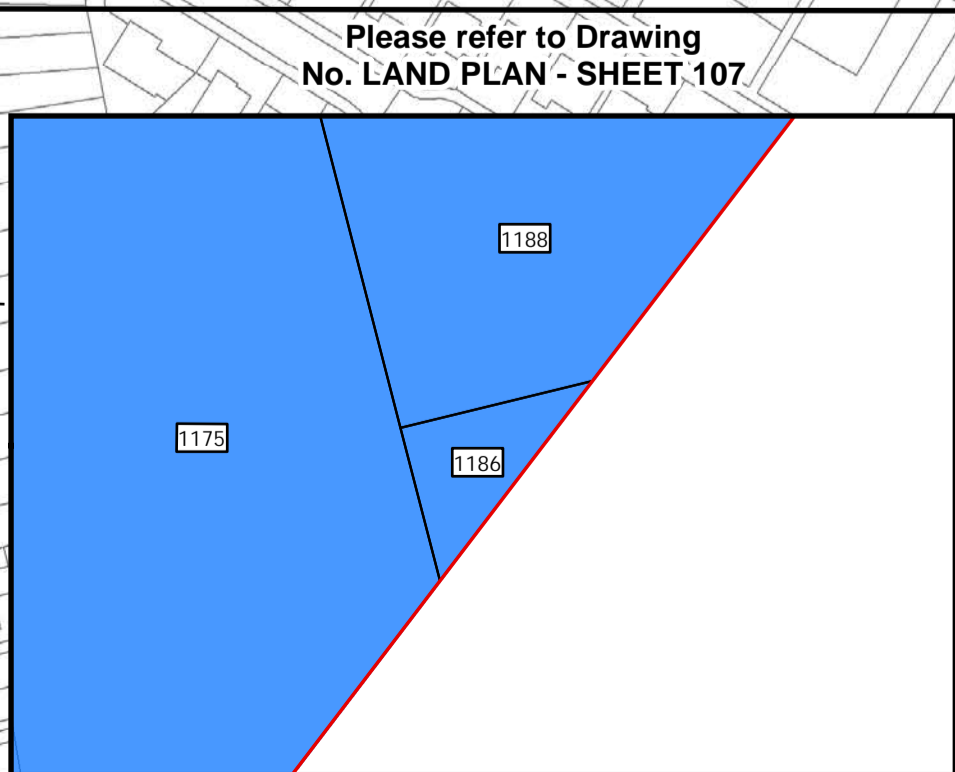 Please refer to Drawing
No. LAND PLAN - SHEET 107
1188
1175
1186